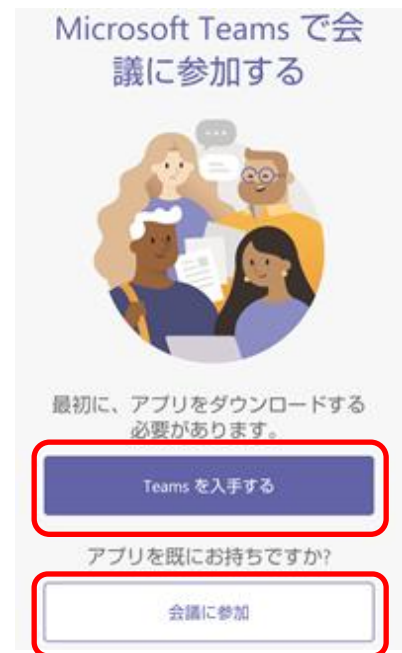 Microsoft Teams で会
議に参加する
最初に、アプリをダウンロードする
必要があります。
Teams を入手する
アプリを既にお持ちですか?
会議に参加